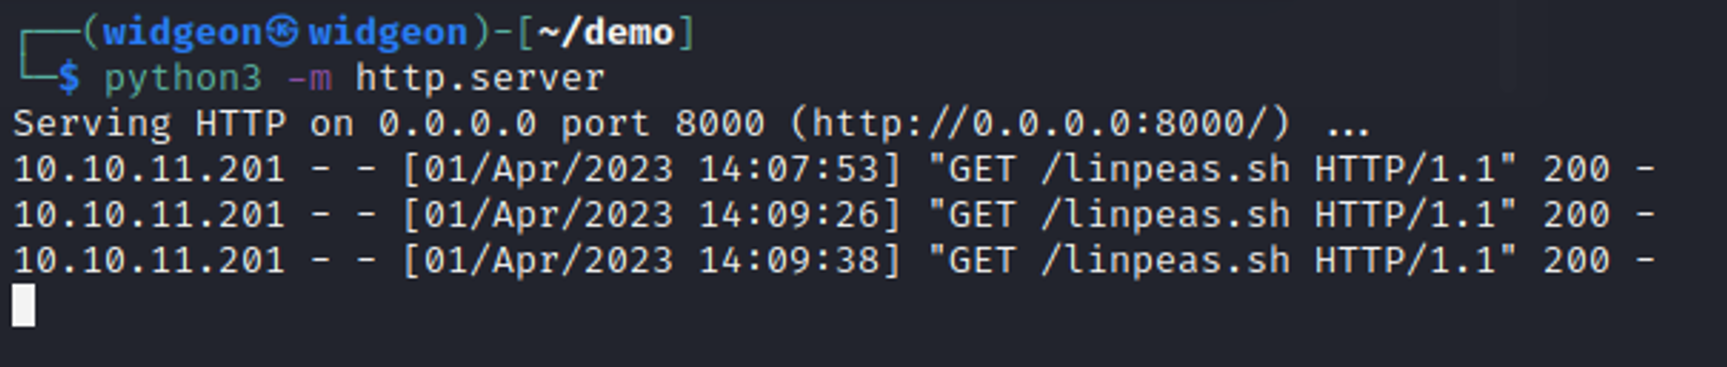 ┌──(widgeon㉿widgeon)-[~/demo]
└─$ python3 -m http.server
Serving HTTP on 0.0.0.0 port 8000 (http://0.0.0.0:8000/) ...
10.10.11.201 - - [01/Apr/2023 14:07:53] "GET /linpeas.sh HTTP/1.1" 200 -
10.10.11.201 - - [01/Apr/2023 14:09:26] "GET /linpeas.sh HTTP/1.1" 200 -
10.10.11.201 - - [01/Apr/2023 14:09:38] "GET /linpeas.sh HTTP/1.1" 200 -